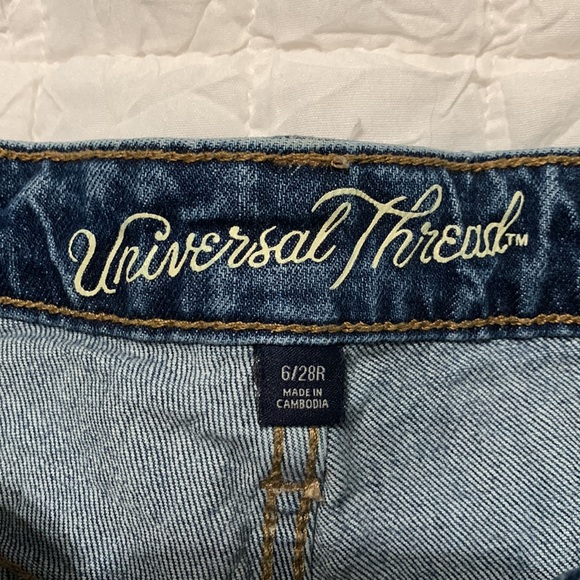 Universal Thread™
6/28R
MADE IN
CAMBODIA